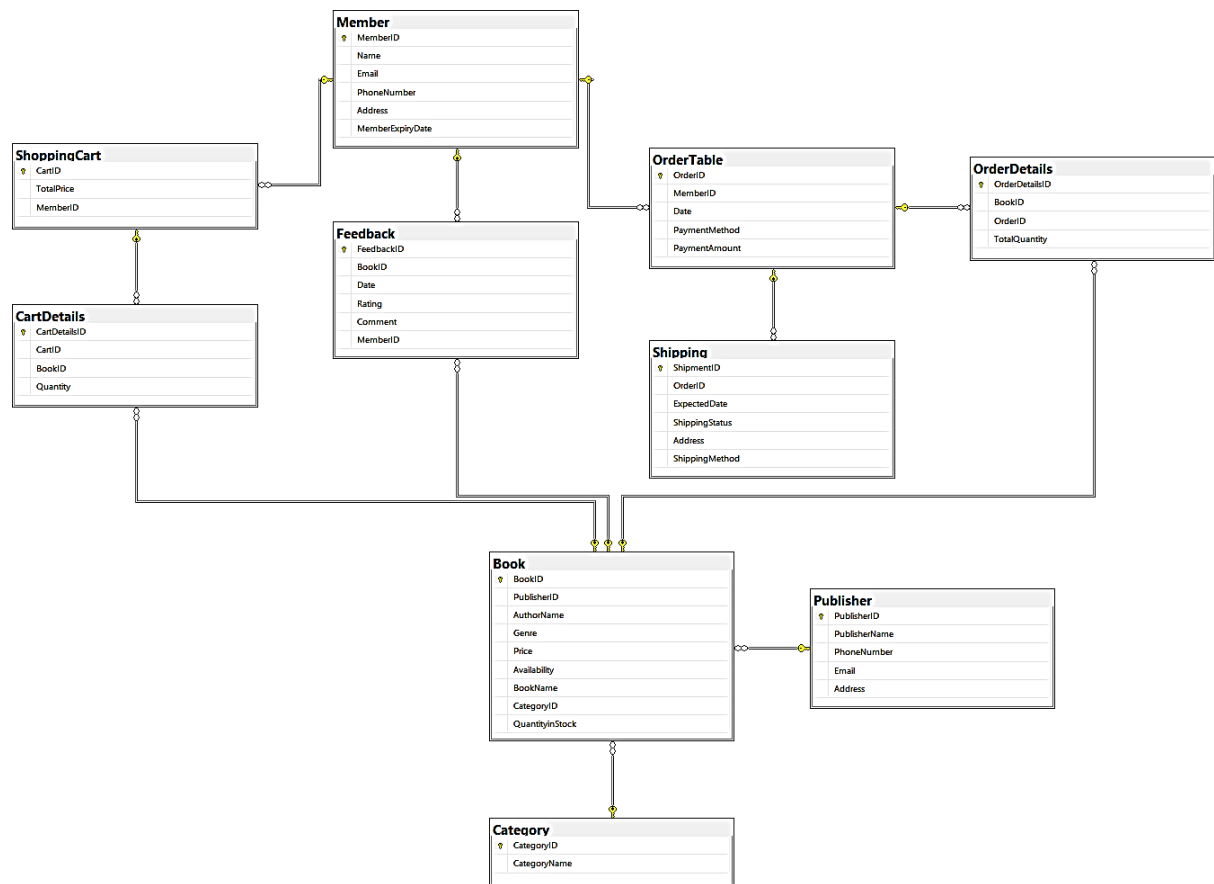 Member
MemberID
Name
Email
PhoneNumber
Address
MemberExpiryDate
ShoppingCart
CartID
TotalPrice
MemberID
OrderTable
OrderID
MemberID
Date
PaymentMethod
PaymentAmount
OrderDetails
OrderDetailsID
BookID
OrderID
TotalQuantity
Feedback
FeedbackID
BookID
Date
Rating
Comment
MemberID
CartDetails
CartDetailsID
CartID
BookID
Quantity
Shipping
ShipmentID
OrderID
ExpectedDate
ShippingStatus
Address
ShippingMethod
Book
BookID
PublisherID
AuthorName
Genre
Price
Availability
BookName
CategoryID
QuantityinStock
Publisher
PublisherID
PublisherName
PhoneNumber
Email
Address
Category
CategoryID
CategoryName